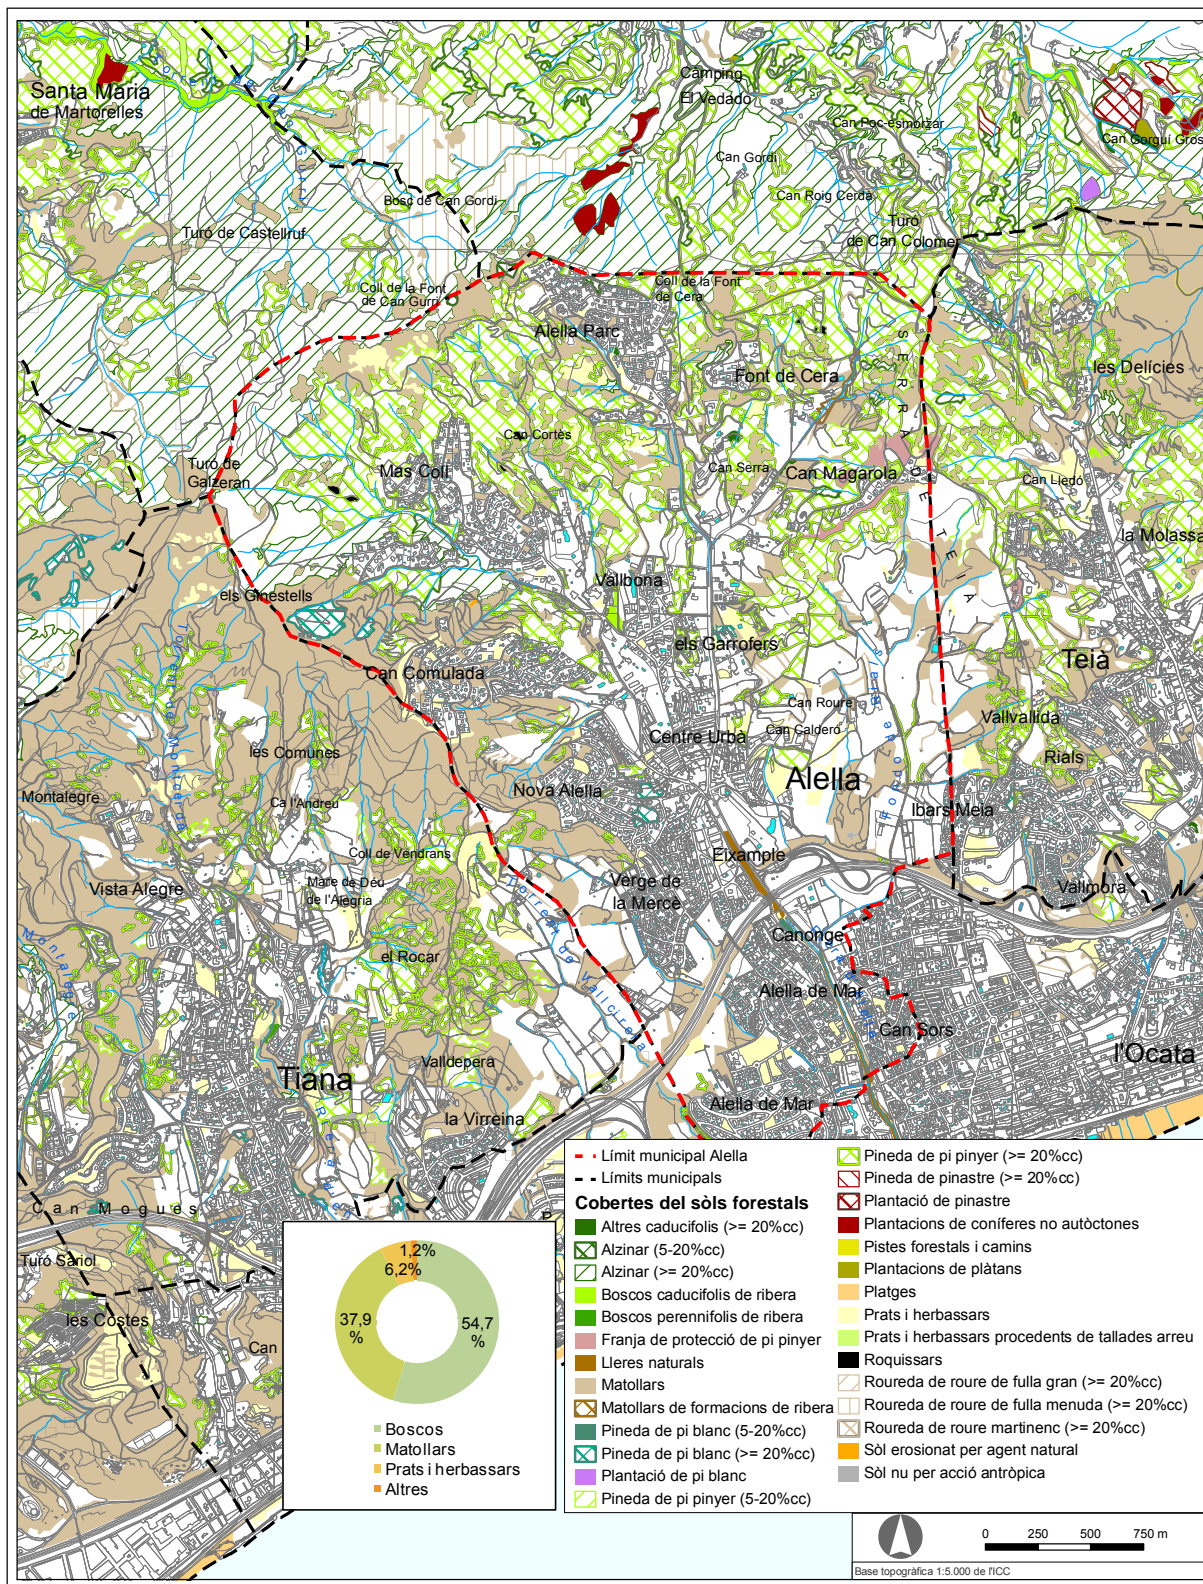 Santa Maria
de Martorelles
Càmping
El Vedado
Can Poc-esmorzar
Can Gorgui Gros
Can Gordi
Bosc de Can Gordi
Can Roig Cerdà
Turó de Castellruf
Turó
de Can Colomer
Coll de la Font
de Can Gurri
Coll de la Font
de Cera
Alella Parc
SERRA DE TEIÀ
Font de Cera
les Delícies
Can Cortès
Turó de
Galzeran
Mas Coll
Can Serra
Can Magarola
Can Lledó
la Molassa
els Ginestells
Vallbona
els Garrofers
Torrent de Moncerdà
Can Comulada
Teià
Can Roure
Vallvallida
Can Calderó
Centre Urbà
les Comunes
Rials
Montalegre
Ca l'Andreu
Nova Alella
Alella
Ibars Meia
Coll de Vendrans
Eixample
Vista Alegre
Mare de Déu
de l'Alegria
Verge de
la Mercè
Vallmora
Torrent de Vallcirera
Canonge
Montalegre
el Rocar
Alella de Mar
Can Sors
Valldepera
l'Ocata
Tiana
la Virreina
Alella de Mar
Can Mogues
Turó Sariol
les Costes
Can
Límit municipal Alella
Límits municipals
Cobertes del sòls forestals
Altres caducifolis (>= 20%cc)
Alzinar (5-20%cc)
Alzinar (>= 20%cc)
Boscos caducifolis de ribera
Boscos perennifolis de ribera
Franja de protecció de pi pinyer
Lleres naturals
Matollars
Matollars de formacions de ribera
Pineda de pi blanc (5-20%cc)
Pineda de pi blanc (>= 20%cc)
Plantació de pi blanc
Pineda de pi pinyer (5-20%cc)
Pineda de pi pinyer (>= 20%cc)
Pineda de pinastre (>= 20%cc)
Plantació de pinastre
Plantacions de coníferes no autòctones
Pistes forestals i camins
Plantacions de plàtans
Platges
Prats i herbassars
Prats i herbassars procedents de tallades arreu
Roquissars
Roureda de roure de fulla gran (>= 20%cc)
Roureda de roure de fulla menuda (>= 20%cc)
Roureda de roure martinenc (>= 20%cc)
Sòl erosionat per agent natural
Sòl nu per acció antròpica
1,2%
6,2%
37,9
%
54,7
%
Boscos
Matollars
Prats i herbassars
Altres
0 250 500 750 m
Base topogràfica 1:5.000 de l'ICC